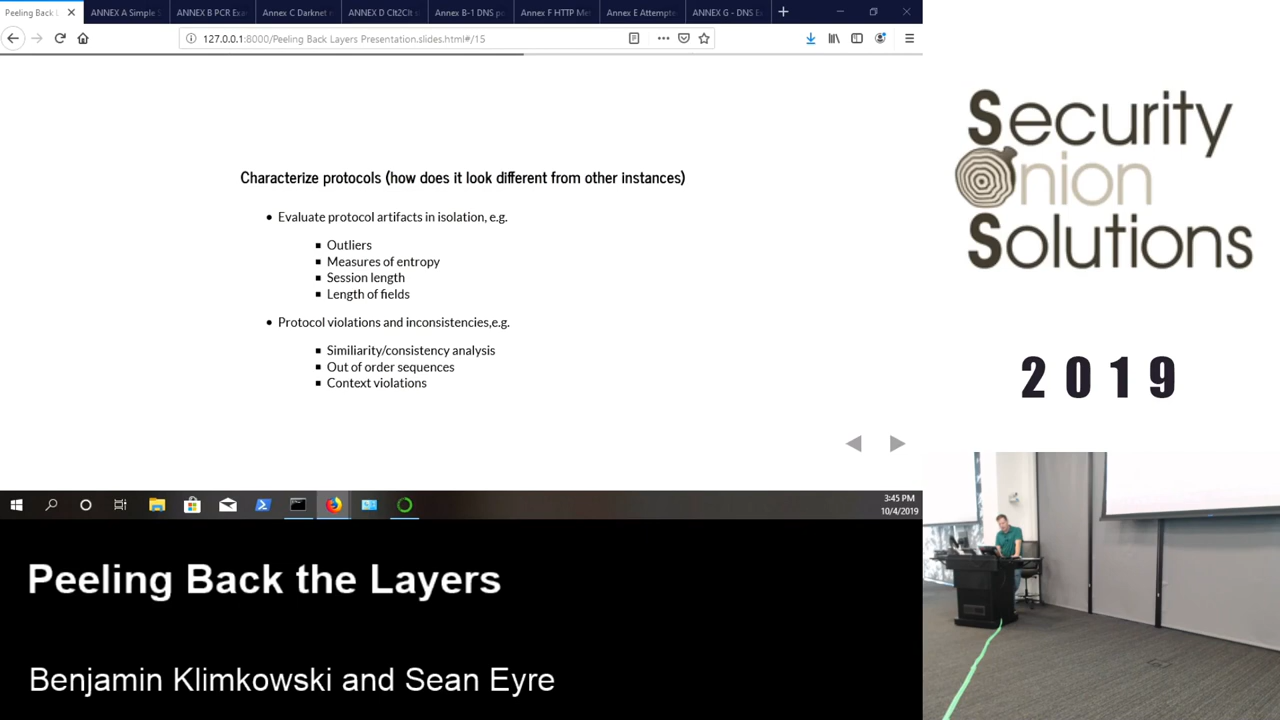 Peeling Back L
ANNEX A Simple S
ANNEX B PCR Exa
Annex C Darknet n
ANNEX D Clt2Clt s
Annex B-1 DNS po
Annex F HTTP Me
Annex E Attempte
ANNEX G - DNS E
127.0.0.1:8000/Peeling Back Layers Presentation.slides.html#/15
Characterize protocols (how does it look different from other instances)
Evaluate protocol artifacts in isolation, e.g.
Outliers
Measures of entropy
Session length
Length of fields
Protocol violations and inconsistencies,e.g.
Similiarity/consistency analysis
Out of order sequences
Context violations
3:45 PM
10/4/2019
Security
Onion
Solutions
2019
Peeling Back the Layers
Benjamin Klimkowski and Sean Eyre